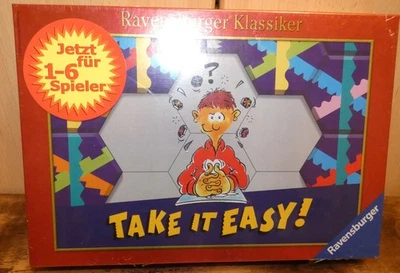 Ravensburger Klassiker
Jetzt
für
1-6
Spieler
?
TAKE IT EASY!
Ravensburger